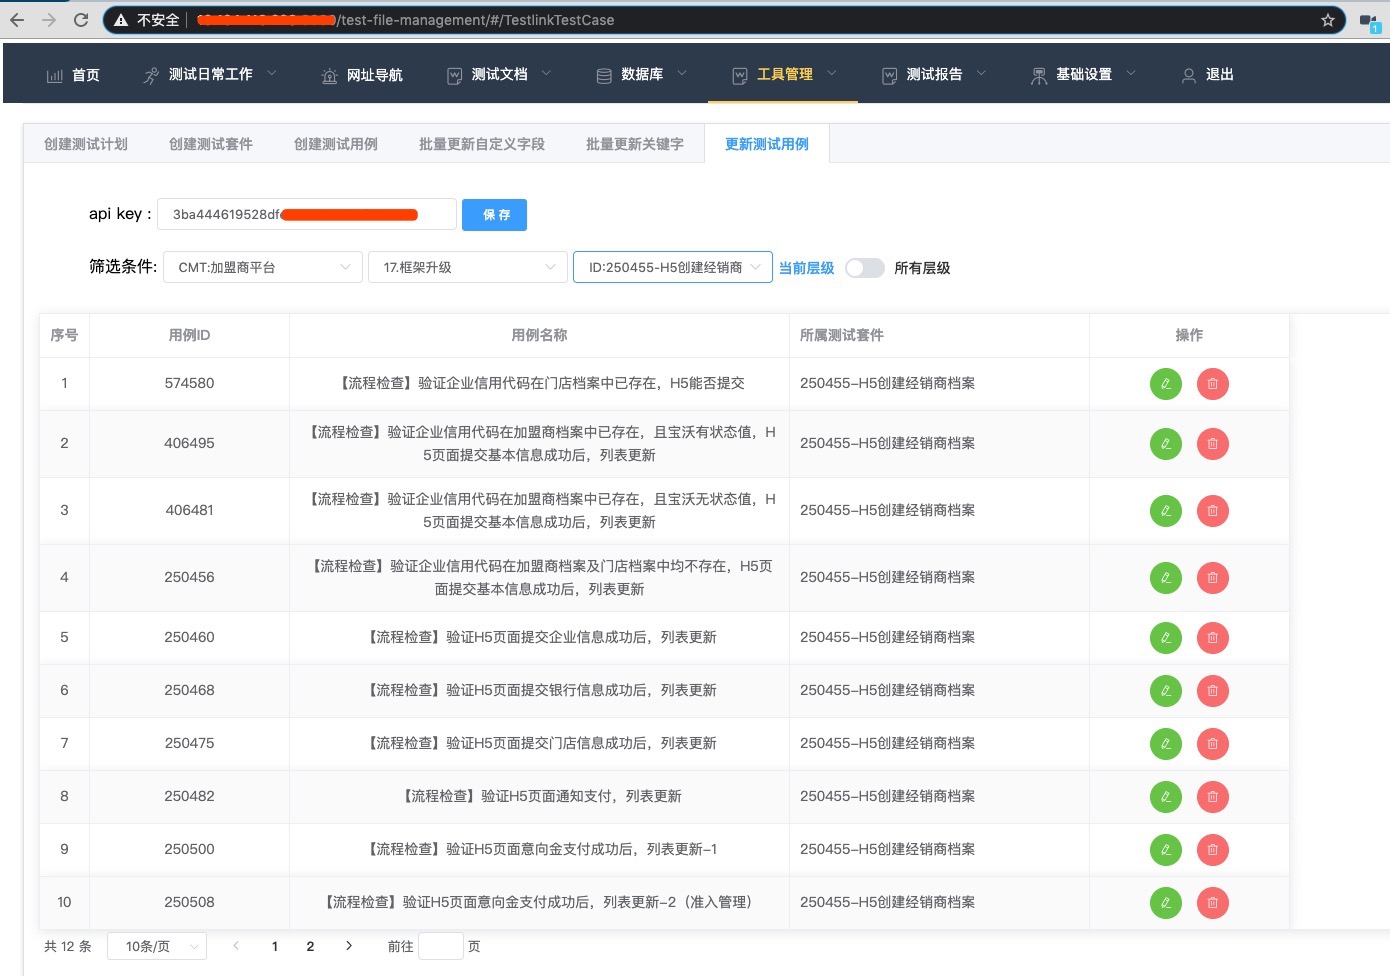 不安全 /test-file-management/#/TestlinkTestCase
1
首页 测试日常工作 网址导航 测试文档 数据库 工具管理 测试报告 基础设置 退出
创建测试计划 创建测试套件 创建测试用例 批量更新自定义字段 批量更新关键字 更新测试用例
api key : 3ba444619528df 保存
筛选条件: CMT:加盟商平台 17.框架升级 ID:250455-H5创建经销商 当前层级 所有层级
序号 用例ID 用例名称 所属测试套件 操作
1 574580 【流程检查】验证企业信用代码在门店档案中已存在，H5能否提交 250455-H5创建经销商档案
2 406495 【流程检查】验证企业信用代码在加盟商档案中已存在，且宝沃有状态值，H
5页面提交基本信息成功后，列表更新 250455-H5创建经销商档案
3 406481 【流程检查】验证企业信用代码在加盟商档案中已存在，且宝沃无状态值，H
5页面提交基本信息成功后，列表更新 250455-H5创建经销商档案
4 250456 【流程检查】验证企业信用代码在加盟商档案及门店档案中均不存在，H5页
面提交基本信息成功后，列表更新 250455-H5创建经销商档案
5 250460 【流程检查】验证H5页面提交企业信息成功后，列表更新 250455-H5创建经销商档案
6 250468 【流程检查】验证H5页面提交银行信息成功后，列表更新 250455-H5创建经销商档案
7 250475 【流程检查】验证H5页面提交门店信息成功后，列表更新 250455-H5创建经销商档案
8 250482 【流程检查】验证H5页面通知支付，列表更新 250455-H5创建经销商档案
9 250500 【流程检查】验证H5页面意向金支付成功后，列表更新-1 250455-H5创建经销商档案
10 250508 【流程检查】验证H5页面意向金支付成功后，列表更新-2（准入管理） 250455-H5创建经销商档案
共 12 条 10条/页 1 2 前往 页